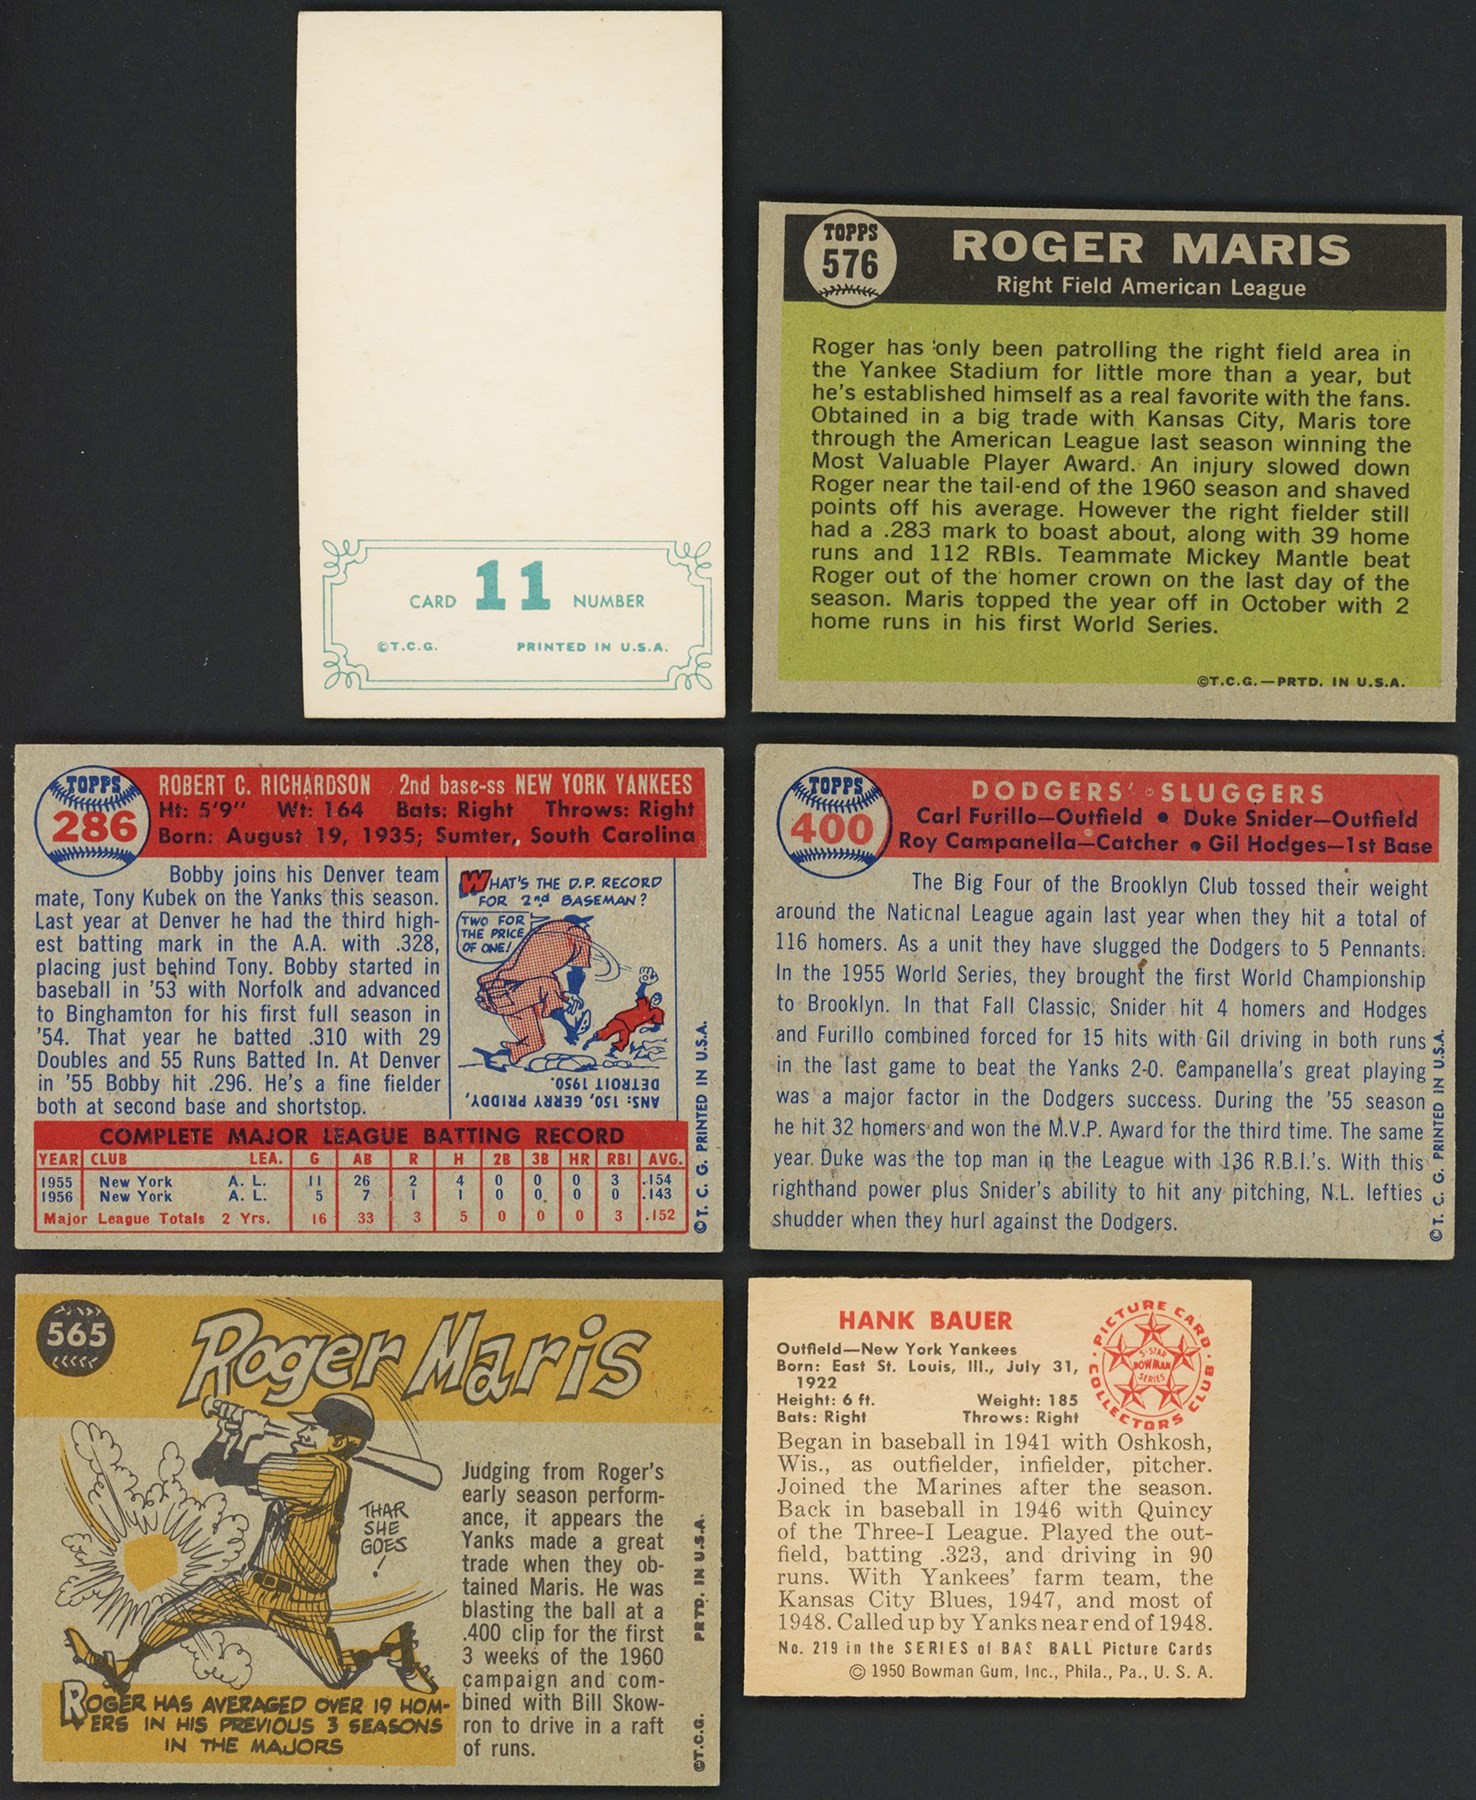 CARD 11 NUMBER
©T.C.G. PRINTED IN U.S.A.
TOPPS
576
ROGER MARIS
Right Field American League
Roger has only been patrolling the right field area in
the Yankee Stadium for little more than a year, but
he's established himself as a real favorite with the fans.
Obtained in a big trade with Kansas City, Maris tore
through the American League last season winning the
Most Valuable Player Award. An injury slowed down
Roger near the tail-end of the 1960 season and shaved
points off his average. However the right fielder still
had a .283 mark to boast about, along with 39 home
runs and 112 RBIs. Teammate Mickey Mantle beat
Roger out of the homer crown on the last day of the
season. Maris topped the year off in October with 2
home runs in his first World Series.
©T.C.G.—PRTD. IN U.S.A.
TOPPS
286
ROBERT C. RICHARDSON 2nd base-ss NEW YORK YANKEES
Ht: 5'9" Wt: 164 Bats: Right Throws: Right
Born: August 19, 1935; Sumter, South Carolina
Bobby joins his Denver team
mate, Tony Kubek on the Yanks this season.
Last year at Denver he had the third high-
est batting mark in the A.A. with .328,
placing just behind Tony. Bobby started in
baseball in '53 with Norfolk and advanced
to Binghamton for his first full season in
'54. That year he batted .310 with 29
Doubles and 55 Runs Batted In. At Denver
in '55 Bobby hit .296. He's a fine fielder
both at second base and shortstop.
WHAT'S THE D.P. RECORD
FOR 2nd BASEMAN?
TWO FOR
THE PRICE
OF ONE!
ANS: 150, GERRY PRIDDY,
DETROIT 1950.
COMPLETE MAJOR LEAGUE BATTING RECORD
YEAR CLUB LEA. G AB R H 2B 3B HR RBI AVG.
1955 New York A. L. 11 26 2 4 0 0 0 3 .154
1956 New York A. L. 5 7 1 1 0 0 0 0 .143
Major League Totals 2 Yrs. 16 33 3 5 0 0 0 3 .152
©T. C. G. PRINTED IN U.S.A.
TOPPS
400
DODGERS' SLUGGERS
Carl Furillo—Outfield • Duke Snider—Outfield
Roy Campanella—Catcher • Gil Hodges—1st Base
The Big Four of the Brooklyn Club tossed their weight
around the National League again last year when they hit a total of
116 homers. As a unit they have slugged the Dodgers to 5 Pennants.
In the 1955 World Series, they brought the first World Championship
to Brooklyn. In that Fall Classic, Snider hit 4 homers and Hodges
and Furillo combined forced for 15 hits with Gil driving in both runs
in the last game to beat the Yanks 2-0. Campanella's great playing
was a major factor in the Dodgers success. During the '55 season
he hit 32 homers and won the M.V.P. Award for the third time. The same
year. Duke was the top man in the League with 136 R.B.I.'s. With this
righthand power plus Snider's ability to hit any pitching, N.L. lefties
shudder when they hurl against the Dodgers.
©T. C. G. PRINTED IN U.S.A.
565
Roger Maris
THAR
SHE
GOES
!
Judging from Roger's
early season perform-
ance, it appears the
Yanks made a great
trade when they ob-
tained Maris. He was
blasting the ball at a
.400 clip for the first
3 weeks of the 1960
campaign and com-
bined with Bill Skow-
ron to drive in a raft
of runs.
ROGER HAS AVERAGED OVER 19 HOM-
ERS IN HIS PREVIOUS 3 SEASONS
IN THE MAJORS
©T.C.G. PRTD. IN U.S.A.
HANK BAUER
Outfield—New York Yankees
Born: East St. Louis, Ill., July 31,
1922
Height: 6 ft. Weight: 185
Bats: Right Throws: Right
PICTURE CARD
COLLECTORS CLUB
5-STAR
BOWMAN
SERIES
Began in baseball in 1941 with Oshkosh,
Wis., as outfielder, infielder, pitcher.
Joined the Marines after the season.
Back in baseball in 1946 with Quincy
of the Three-I League. Played the out-
field, batting .323, and driving in 90
runs. With Yankees' farm team, the
Kansas City Blues, 1947, and most of
1948. Called up by Yanks near end of 1948.
No. 219 in the SERIES of BAS BALL Picture Cards
© 1950 Bowman Gum, Inc., Phila., Pa., U. S. A.